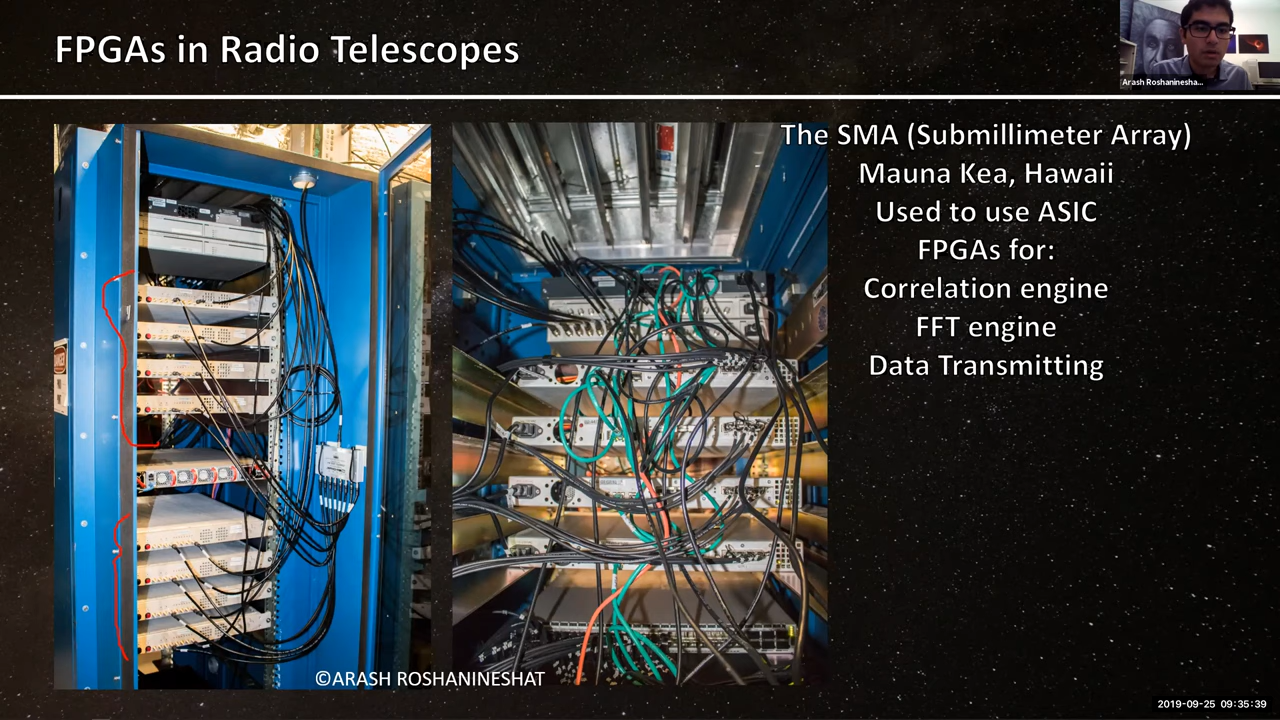 FPGAs in Radio Telescopes
Arash Roshaninesha...
The SMA (Submillimeter Array)
Mauna Kea, Hawaii
Used to use ASIC
FPGAs for:
Correlation engine
FFT engine
Data Transmitting
©ARASH ROSHANINESHAT
2019-09-25 09:35:39